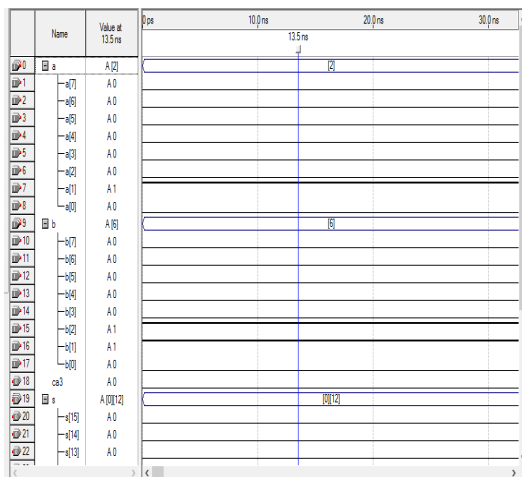 Name Value at 13.5 ns 0 ps 10.0 ns 20.0 ns 30.0 ns
13.5 ns
0 a A [2] [2]
1 a[7] A 0
2 a[6] A 0
3 a[5] A 0
4 a[4] A 0
5 a[3] A 0
6 a[2] A 0
7 a[1] A 1
8 a[0] A 0
9 b A [6] [6]
10 b[7] A 0
11 b[6] A 0
12 b[5] A 0
13 b[4] A 0
14 b[3] A 0
15 b[2] A 1
16 b[1] A 1
17 b[0] A 0
18 ca3 A 0
19 s A [0][12] [0][12]
20 s[15] A 0
21 s[14] A 0
22 s[13] A 0